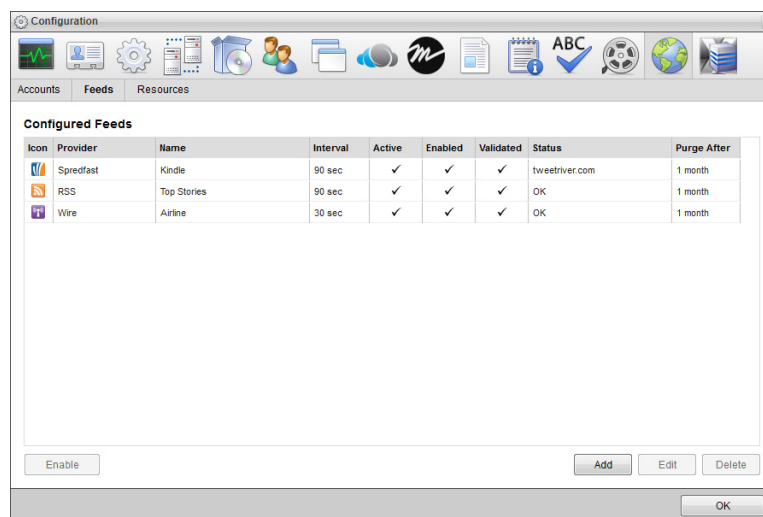 Configuration
ABC
Accounts Feeds Resources
Configured Feeds
Icon Provider Name Interval Active Enabled Validated Status Purge After
Spredfast Kindle 90 sec ✓ ✓ ✓ tweetriver.com 1 month
RSS Top Stories 90 sec ✓ ✓ ✓ OK 1 month
Wire Airline 30 sec ✓ ✓ ✓ OK 1 month
Enable Add Edit Delete
OK